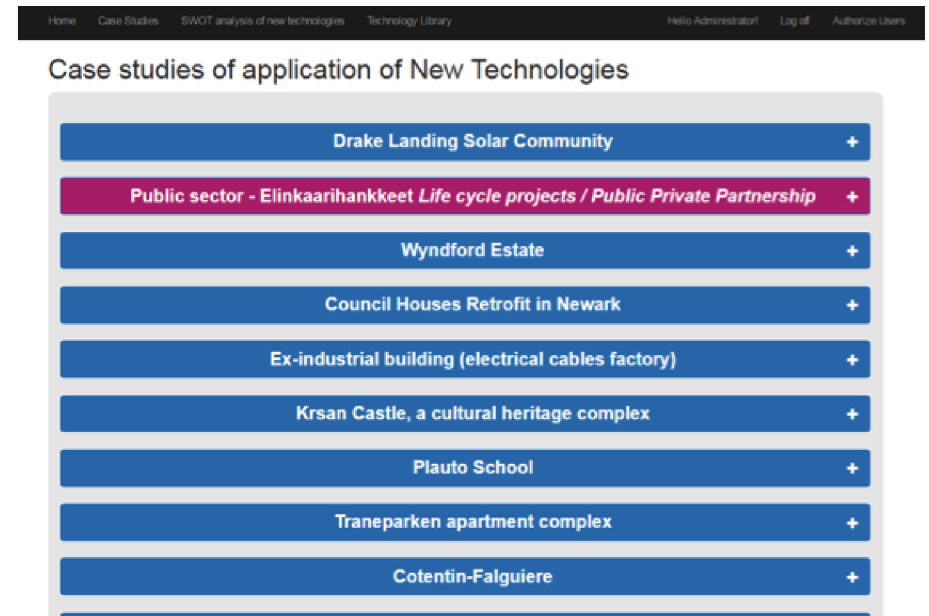 Home Case Studies SWOT analysis of new technologies Technology Library Hello Administrator! Log off Authorize Users
Case studies of application of New Technologies
Drake Landing Solar Community +
Public sector - Elinkaarihankkeet Life cycle projects / Public Private Partnership +
Wyndford Estate +
Council Houses Retrofit in Newark +
Ex-industrial building (electrical cables factory) +
Krsan Castle, a cultural heritage complex +
Plauto School +
Traneparken apartment complex +
Cotentin-Falguiere +